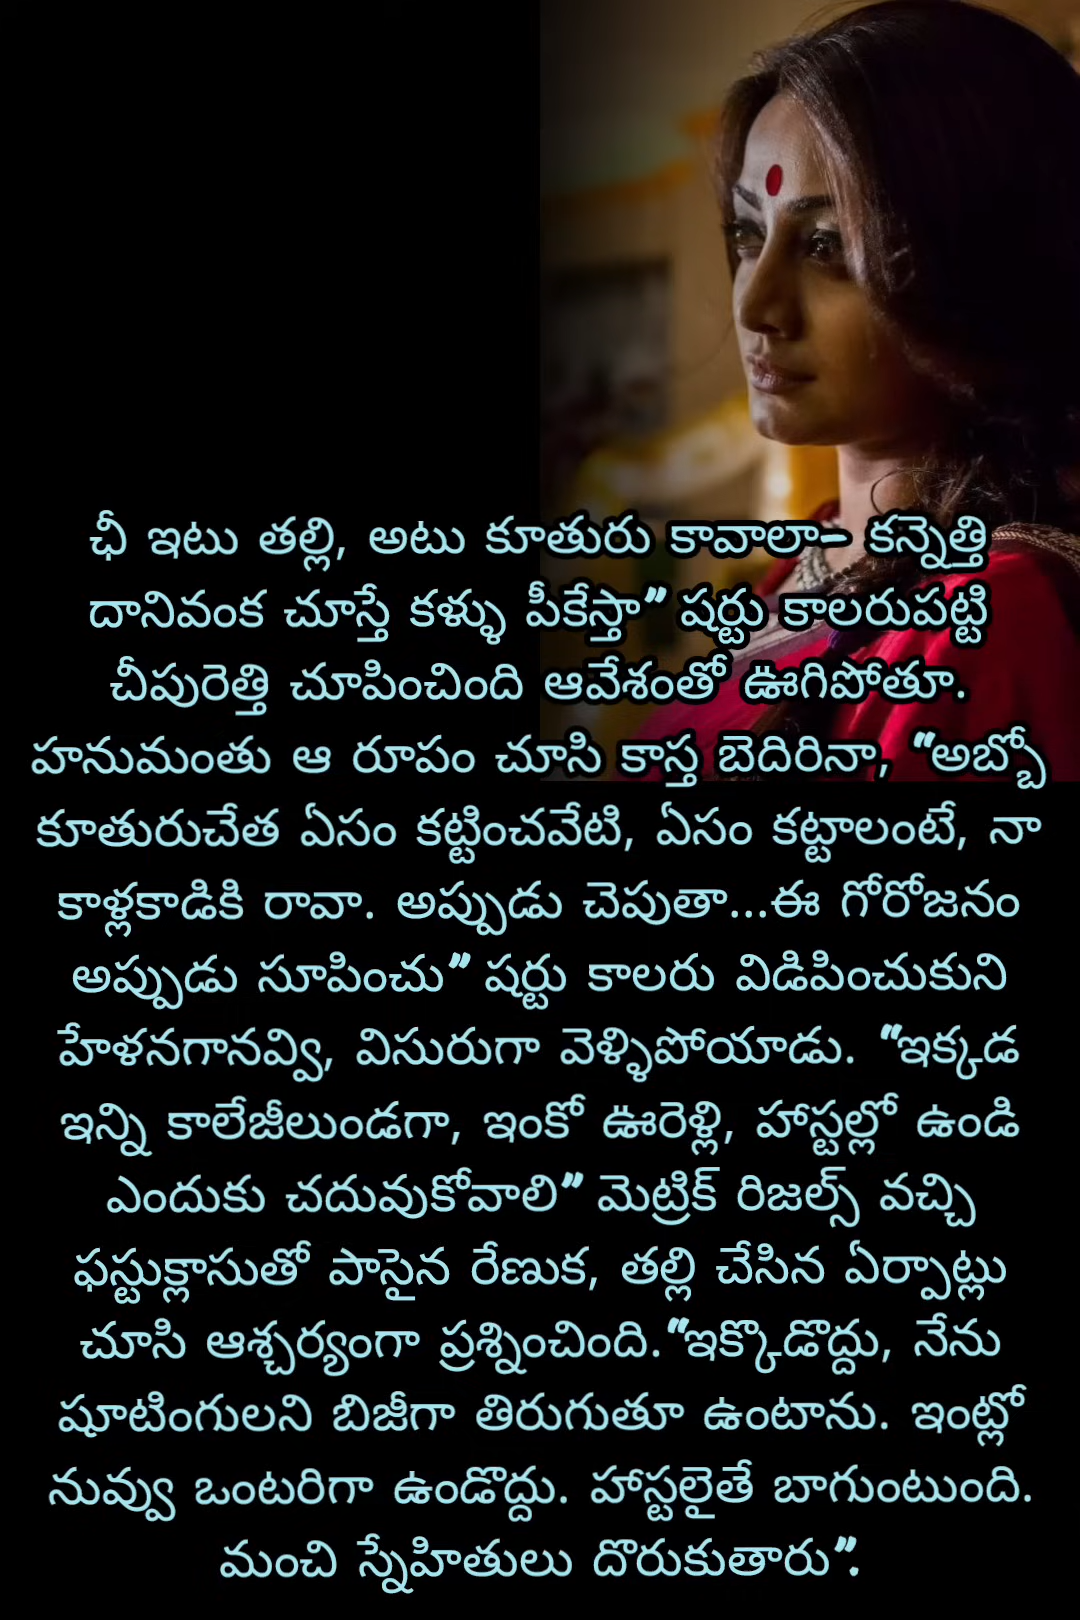 ఛీ ఇటు తల్లి, అటు కూతురు కావాలా- కన్నెత్తి
దానివంక చూస్తే కళ్ళు పీకేస్తా" షర్టు కాలరుపట్టి
చీపురెత్తి చూపించింది ఆవేశంతో ఊగిపోతూ.
హనుమంతు ఆ రూపం చూసి కాస్త బెదిరినా, "అబ్బో
కూతురుచేత ఏసం కట్టించవేటి, ఏసం కట్టాలంటే, నా
కాళ్లకాడికి రావా. అప్పుడు చెపుతా...ఈ గోరోజనం
అప్పుడు సూపించు" షర్టు కాలరు విడిపించుకుని
హేళనగానవ్వి, విసురుగా వెళ్ళిపోయాడు. "ఇక్కడ
ఇన్ని కాలేజీలుండగా, ఇంకో ఊరెళ్లి, హాస్టల్లో ఉండి
ఎందుకు చదువుకోవాలి" మెట్రిక్ రిజల్స్ వచ్చి
ఫస్టుక్లాసుతో పాసైన రేణుక, తల్లి చేసిన ఏర్పాట్లు
చూసి ఆశ్చర్యంగా ప్రశ్నించింది."ఇక్కొడొద్దు, నేను
షూటింగులని బిజీగా తిరుగుతూ ఉంటాను. ఇంట్లో
నువ్వు ఒంటరిగా ఉండొద్దు. హాస్టలైతే బాగుంటుంది.
మంచి స్నేహితులు దొరుకుతారు".